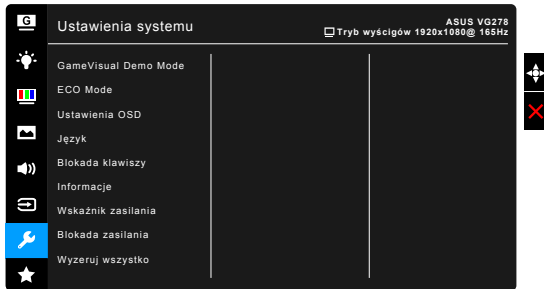 G
Ustawienia systemu
ASUS VG278
Tryb wyścigów 1920x1080@ 165Hz
GameVisual Demo Mode
ECO Mode
Ustawienia OSD
Język
Blokada klawiszy
Informacje
Wskaźnik zasilania
Blokada zasilania
Wyzeruj wszystko